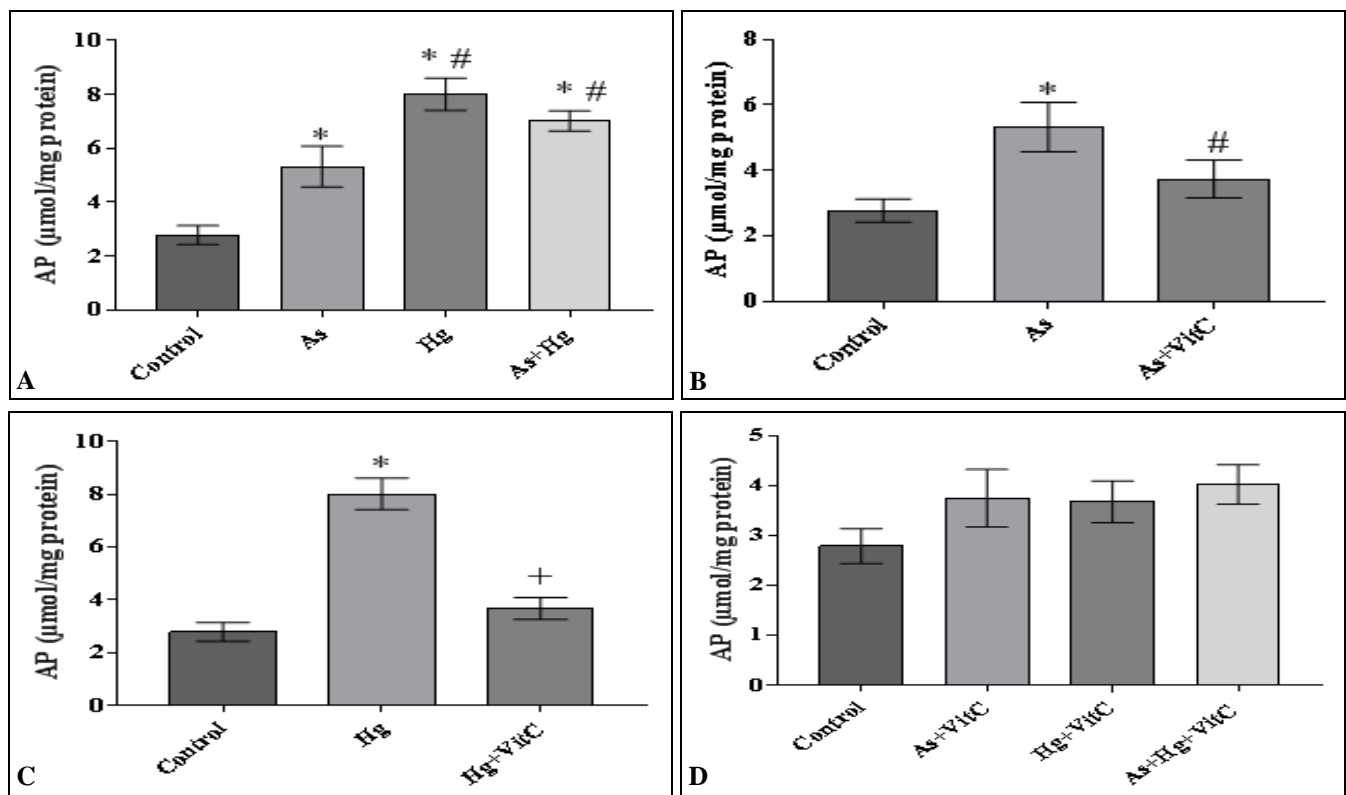 AP (µmol/mg protein)
10
8
6
4
2
0
*
* #
* #
Control
As
Hg
As+Hg
A
AP (µmol/mg protein)
8
6
4
2
0
*
#
Control
As
As+VitC
B
AP (µmol/mg protein)
10
8
6
4
2
0
*
+
Control
Hg
Hg+VitC
C
AP (µmol/mg protein)
5
4
3
2
1
0
Control
As+VitC
Hg+VitC
As+Hg+VitC
D